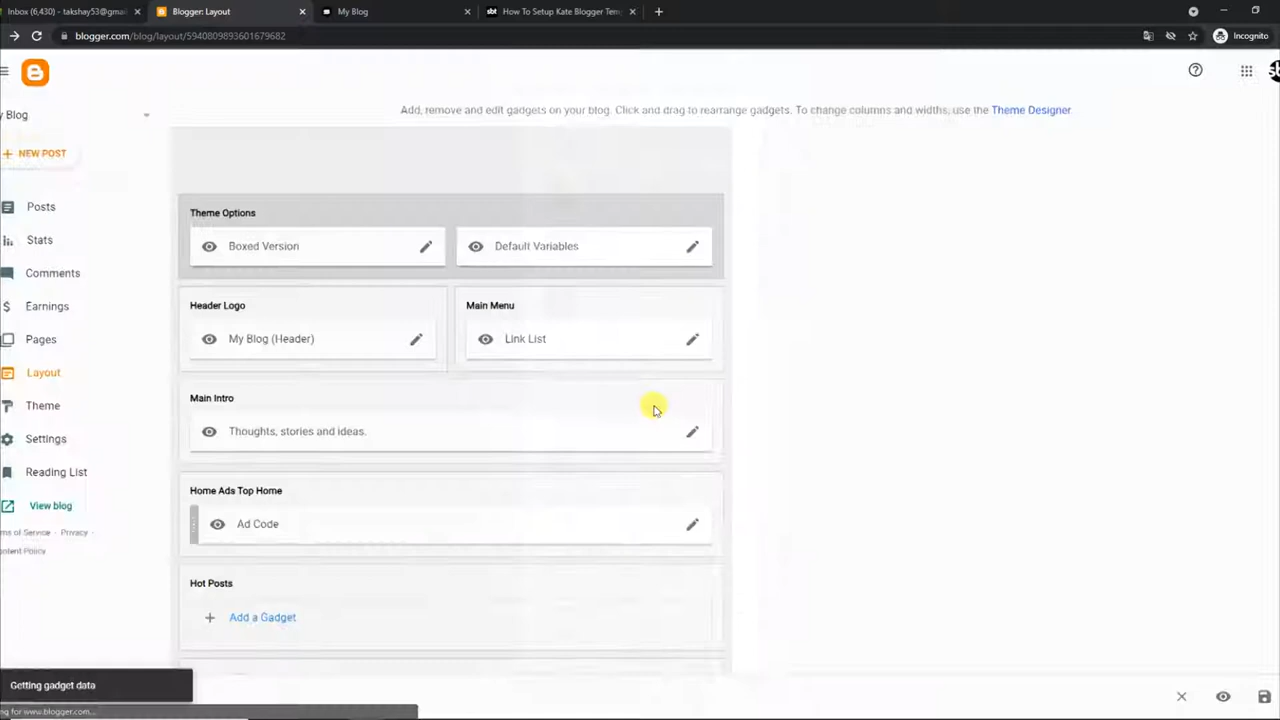 Inbox (6,430) - takshay53@gmai
Blogger: Layout
My Blog
sbt How To Setup Kate Blogger Tem
blogger.com/blog/layout/5940809893601679682
Incognito
y Blog
Add, remove and edit gadgets on your blog. Click and drag to rearrange gadgets. To change columns and widths, use the Theme Designer
NEW POST
Posts
Stats
Comments
Earnings
Pages
Layout
Theme
Settings
Reading List
View blog
ms of Service · Privacy ·
ontent Policy
Theme Options
Boxed Version
Default Variables
Header Logo
Main Menu
My Blog (Header)
Link List
Main Intro
Thoughts, stories and ideas.
Home Ads Top Home
Ad Code
Hot Posts
Add a Gadget
Getting gadget data
ng for www.blogger.com...